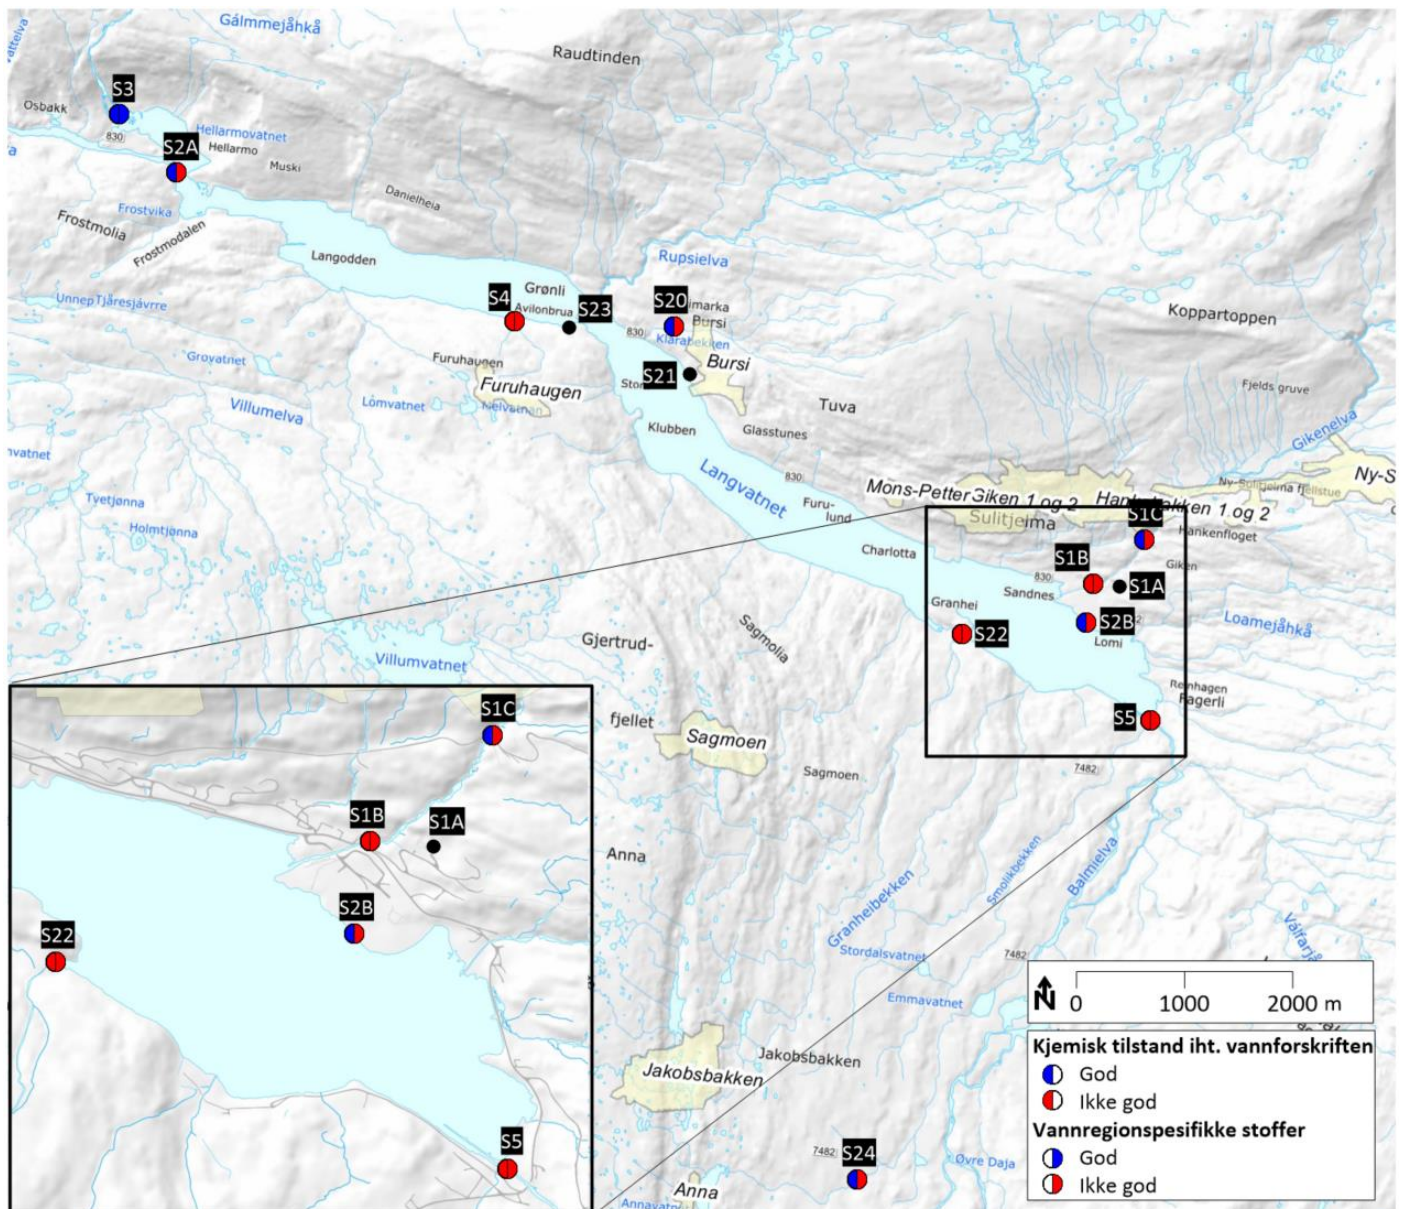 Gálmmejåhkå
Raudtinden
S3
Osbakk
830
Hellarmovatnet
S2A
Hellarmo
Muski
Danielheia
Frostvika
Frostmolia
Frostmodalen
Langodden
Rupsielva
Unnep Tjåresjávrre
S4
Grønli
Avilonbrua
S23
S20
Bursi
830
Klarabekken
Koppartoppen
Grovatnet
Furuhaugen
Furuhaugen
S21
Bursi
Fjelds gruve
Villumelva
Lomvatnet
Tuva
Gikenelva
Klubben
Glasstunes
Langvatnet
830
Tvetjønna
Holmtjønna
Mons-Petter
Giken 1 og 2
Ny-Sulitjelma fjellstue
Ny-S
Furu-
lund
Sulitjelma
S1C
Hankenfloget
Charlotta
S1B
Giken
830
S1A
Sandnes
Granhei
S2B
Loamejåhkå
S22
Lomi
Gjertrud-
Sagmolia
Villumvatnet
Reinhagen
Fagerli
fjellet
S5
Sagmoen
Sagmoen
7482
S1C
S1B
S1A
Anna
Smolikbekken
Balmielva
Granheibekken
S2B
S22
Stordalsvatnet
7482
Emmavatnet
N
0 1000 2000 m
Jakobsbakken
Jakobsbakken
Kjemisk tilstand iht. vannforskriften
God
Ikke god
Vannregionspesifikke stoffer
God
Ikke god
S5
7482
S24
Øvre Daja
Anna